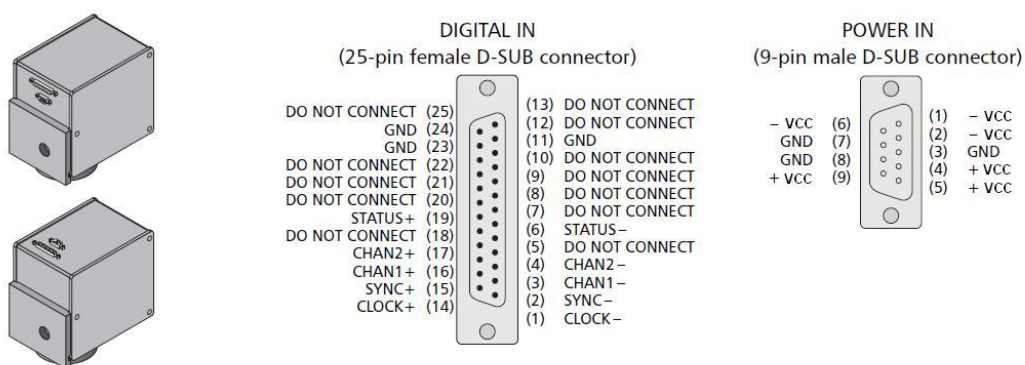 DIGITAL IN
(25-pin female D-SUB connector)
DO NOT CONNECT (25)
GND (24)
GND (23)
DO NOT CONNECT (22)
DO NOT CONNECT (21)
DO NOT CONNECT (20)
STATUS+ (19)
DO NOT CONNECT (18)
CHAN2+ (17)
CHAN1+ (16)
SYNC+ (15)
CLOCK+ (14)
(13) DO NOT CONNECT
(12) DO NOT CONNECT
(11) GND
(10) DO NOT CONNECT
(9) DO NOT CONNECT
(8) DO NOT CONNECT
(7) DO NOT CONNECT
(6) STATUS−
(5) DO NOT CONNECT
(4) CHAN2−
(3) CHAN1−
(2) SYNC−
(1) CLOCK−
POWER IN
(9-pin male D-SUB connector)
− VCC (6)
GND (7)
GND (8)
+ VCC (9)
(1) − VCC
(2) − VCC
(3) GND
(4) + VCC
(5) + VCC